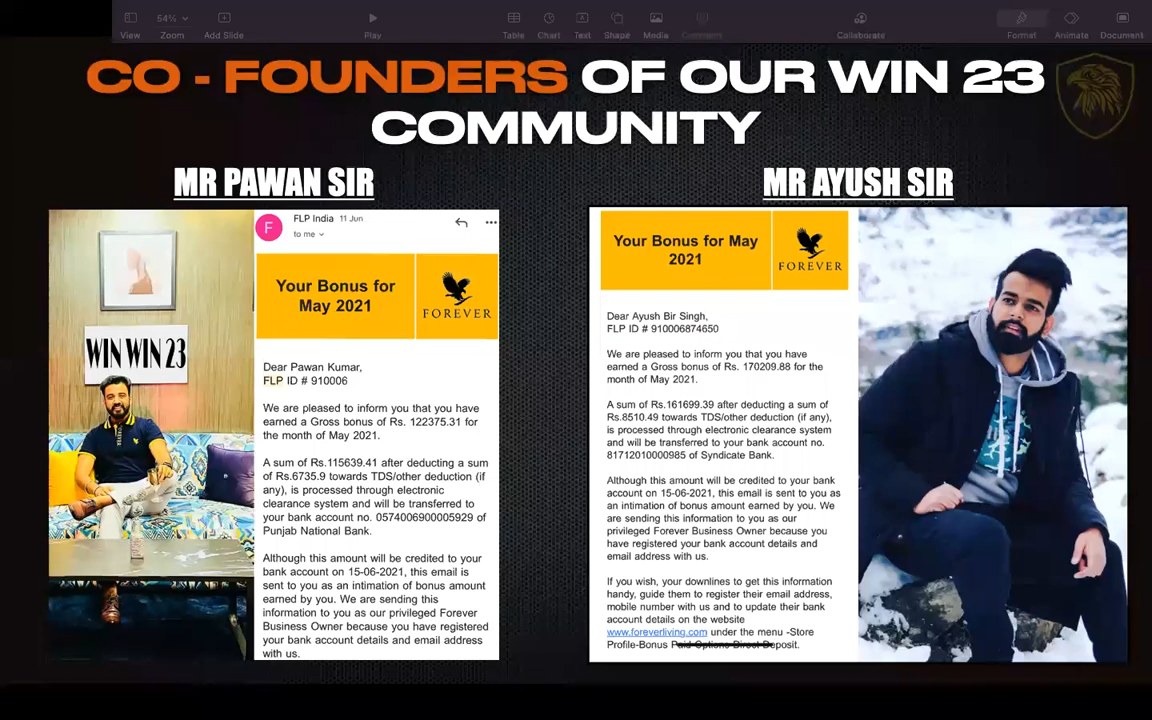 54%
View
Zoom
Add Slide
Play
Table
Chart
Text
Shape
Media
Comment
Collaborate
Format
Animate
Document
CO - FOUNDERS OF OUR WIN 23
COMMUNITY
MR PAWAN SIR
WIN WIN 23
F
FLP India 11 Jun
to me
Your Bonus for
May 2021
FOREVER
Dear Pawan Kumar,
FLP ID # 910006
We are pleased to inform you that you have
earned a Gross bonus of Rs. 122375.31 for
the month of May 2021.
A sum of Rs.115639.41 after deducting a sum
of Rs.6735.9 towards TDS/other deduction (if
any), is processed through electronic
clearance system and will be transferred to
your bank account no. 0574006900005929 of
Punjab National Bank.
Although this amount will be credited to your
bank account on 15-06-2021, this email is
sent to you as an intimation of bonus amount
earned by you. We are sending this
information to you as our privileged Forever
Business Owner because you have registered
your bank account details and email address
with us.
MR AYUSH SIR
Your Bonus for May
2021
FOREVER
Dear Ayush Bir Singh,
FLP ID # 910006874650
We are pleased to inform you that you have
earned a Gross bonus of Rs. 170209.88 for the
month of May 2021.
A sum of Rs.161699.39 after deducting a sum of
Rs.8510.49 towards TDS/other deduction (if any),
is processed through electronic clearance system
and will be transferred to your bank account no.
81712010000985 of Syndicate Bank.
Although this amount will be credited to your bank
account on 15-06-2021, this email is sent to you as
an intimation of bonus amount earned by you. We
are sending this information to you as our
privileged Forever Business Owner because you
have registered your bank account details and
email address with us.
If you wish, your downlines to get this information
handy, guide them to register their email address,
mobile number with us and to update their bank
account details on the website
www.foreverliving.com under the menu -Store
Profile-Bonus Paid Options Direct Deposit.